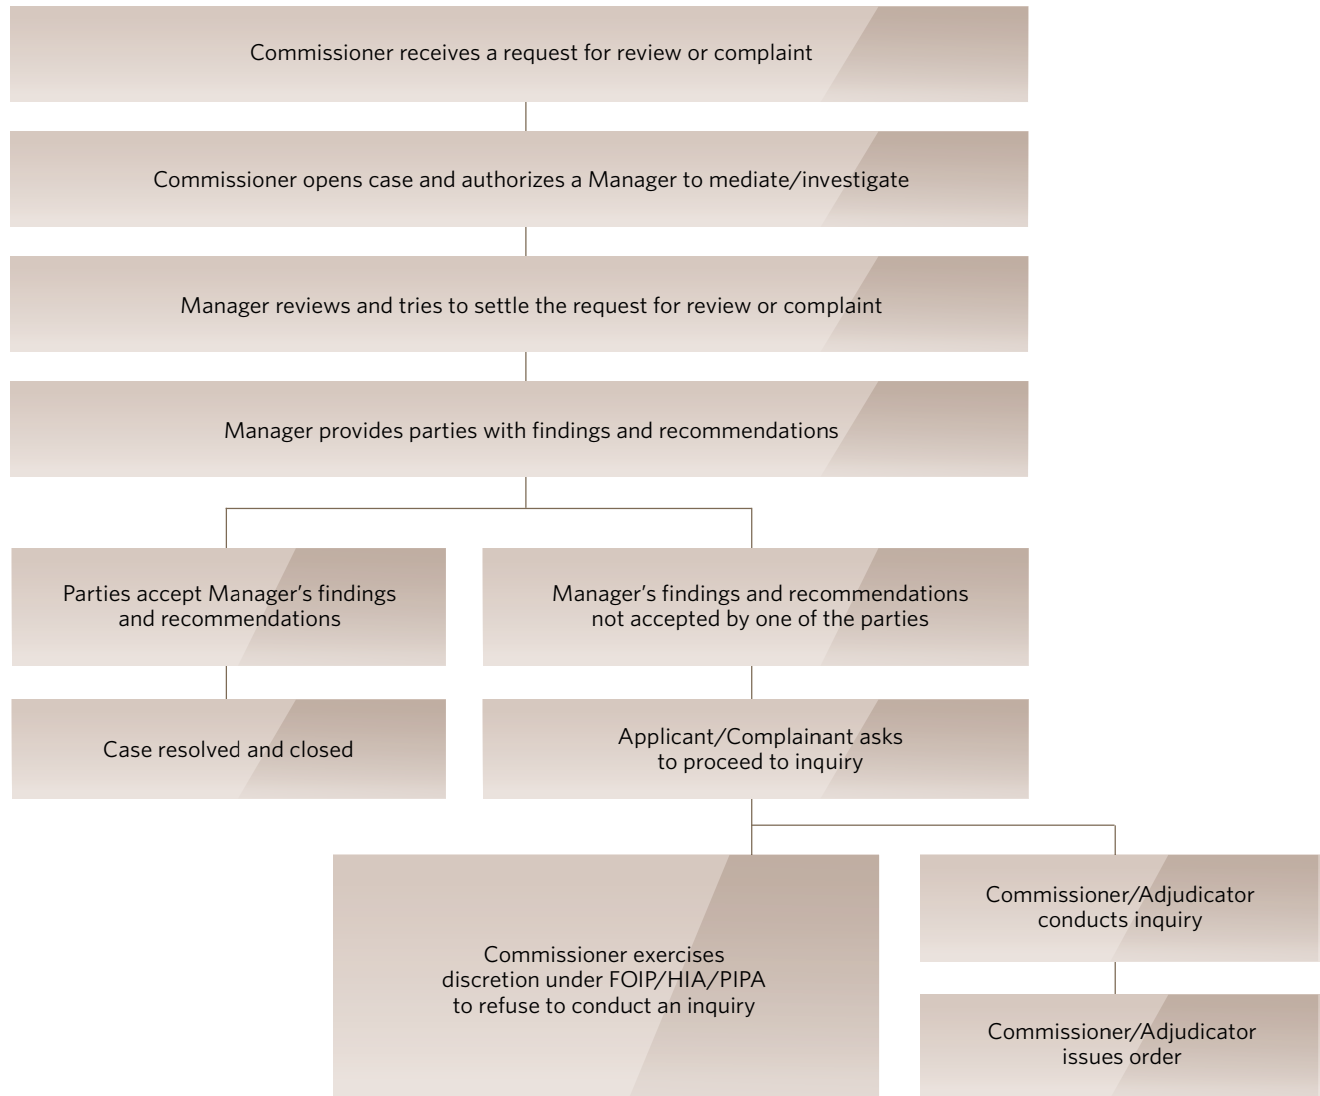 Commissioner receives a request for review or complaint
Commissioner opens case and authorizes a Manager to mediate/investigate
Manager reviews and tries to settle the request for review or complaint
Manager provides parties with findings and recommendations
Parties accept Manager’s findings
and recommendations
Manager’s findings and recommendations
not accepted by one of the parties
Case resolved and closed
Applicant/Complainant asks
to proceed to inquiry
Commissioner exercises
discretion under FOIP/HIA/PIPA
to refuse to conduct an inquiry
Commissioner/Adjudicator
conducts inquiry
Commissioner/Adjudicator
issues order